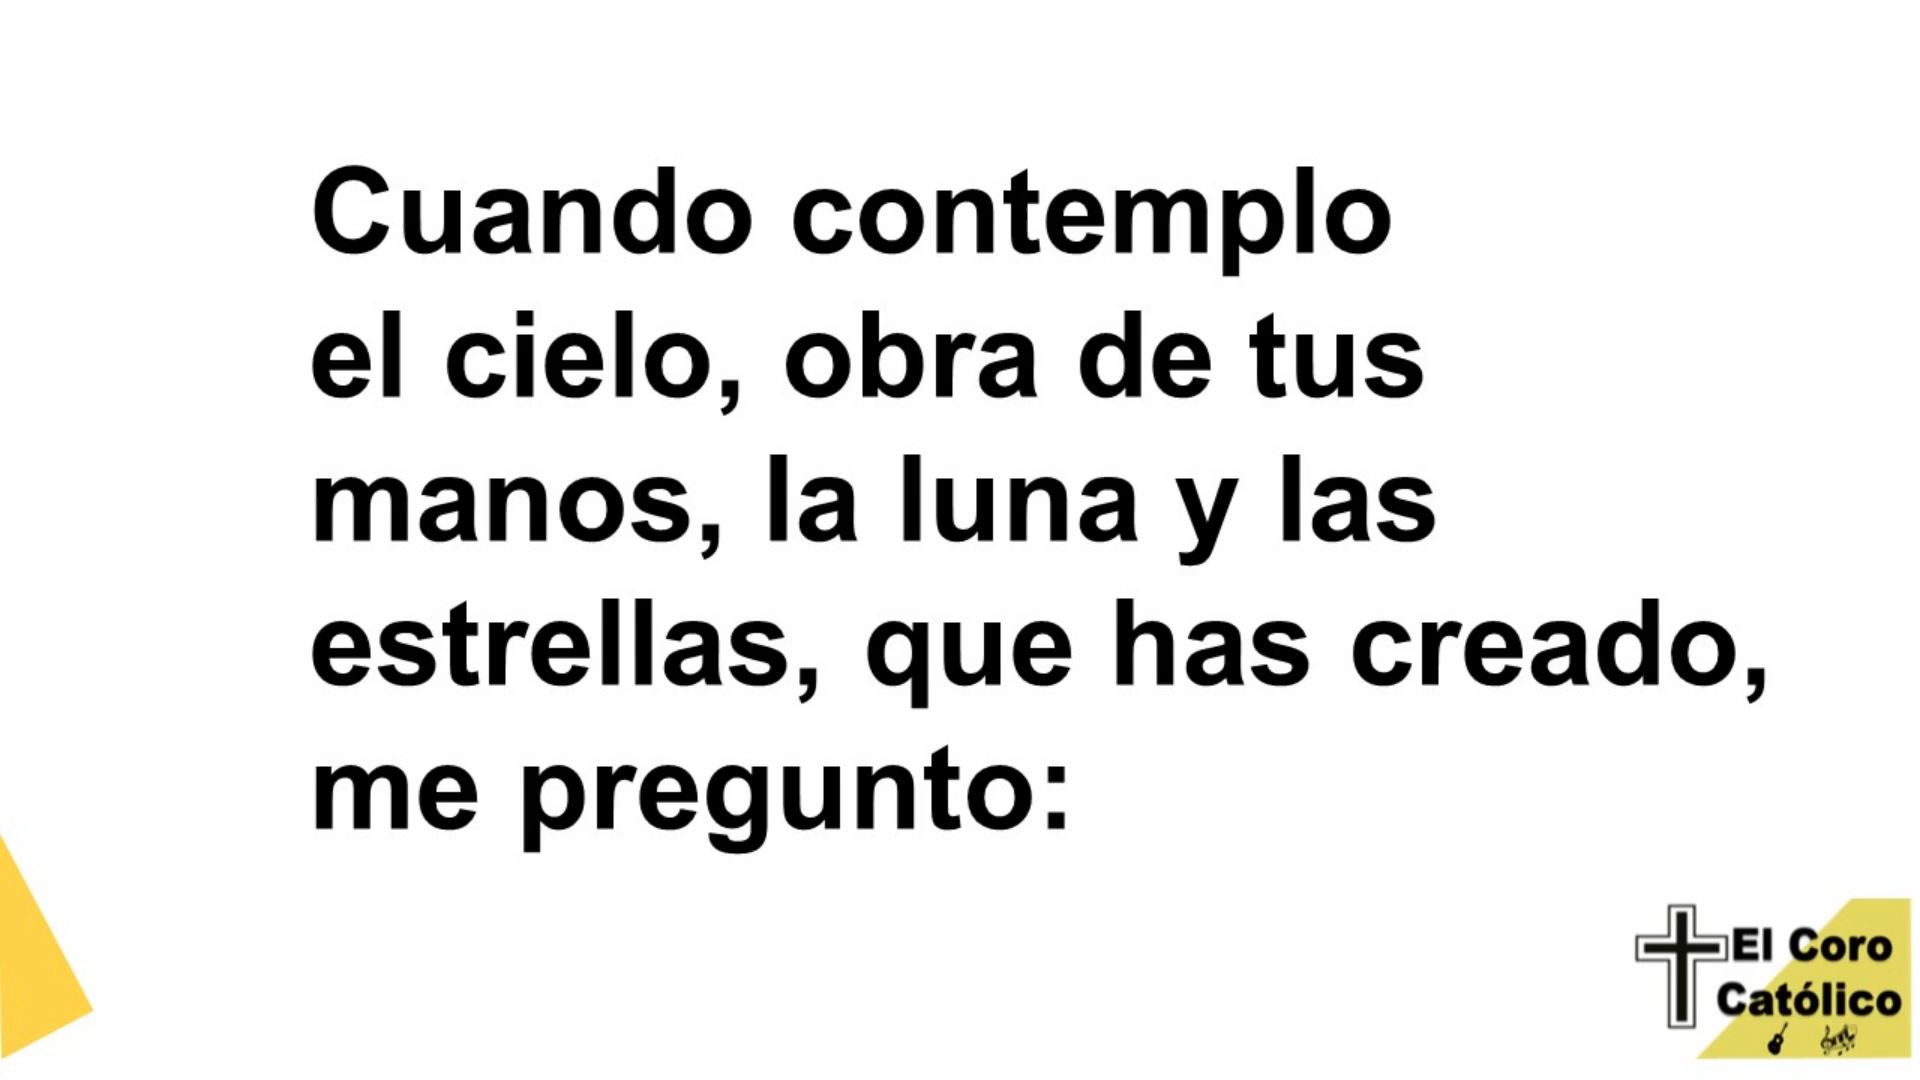 Cuando contemplo
el cielo, obra de tus
manos, la luna y las
estrellas, que has creado,
me pregunto:
El Coro
Católico